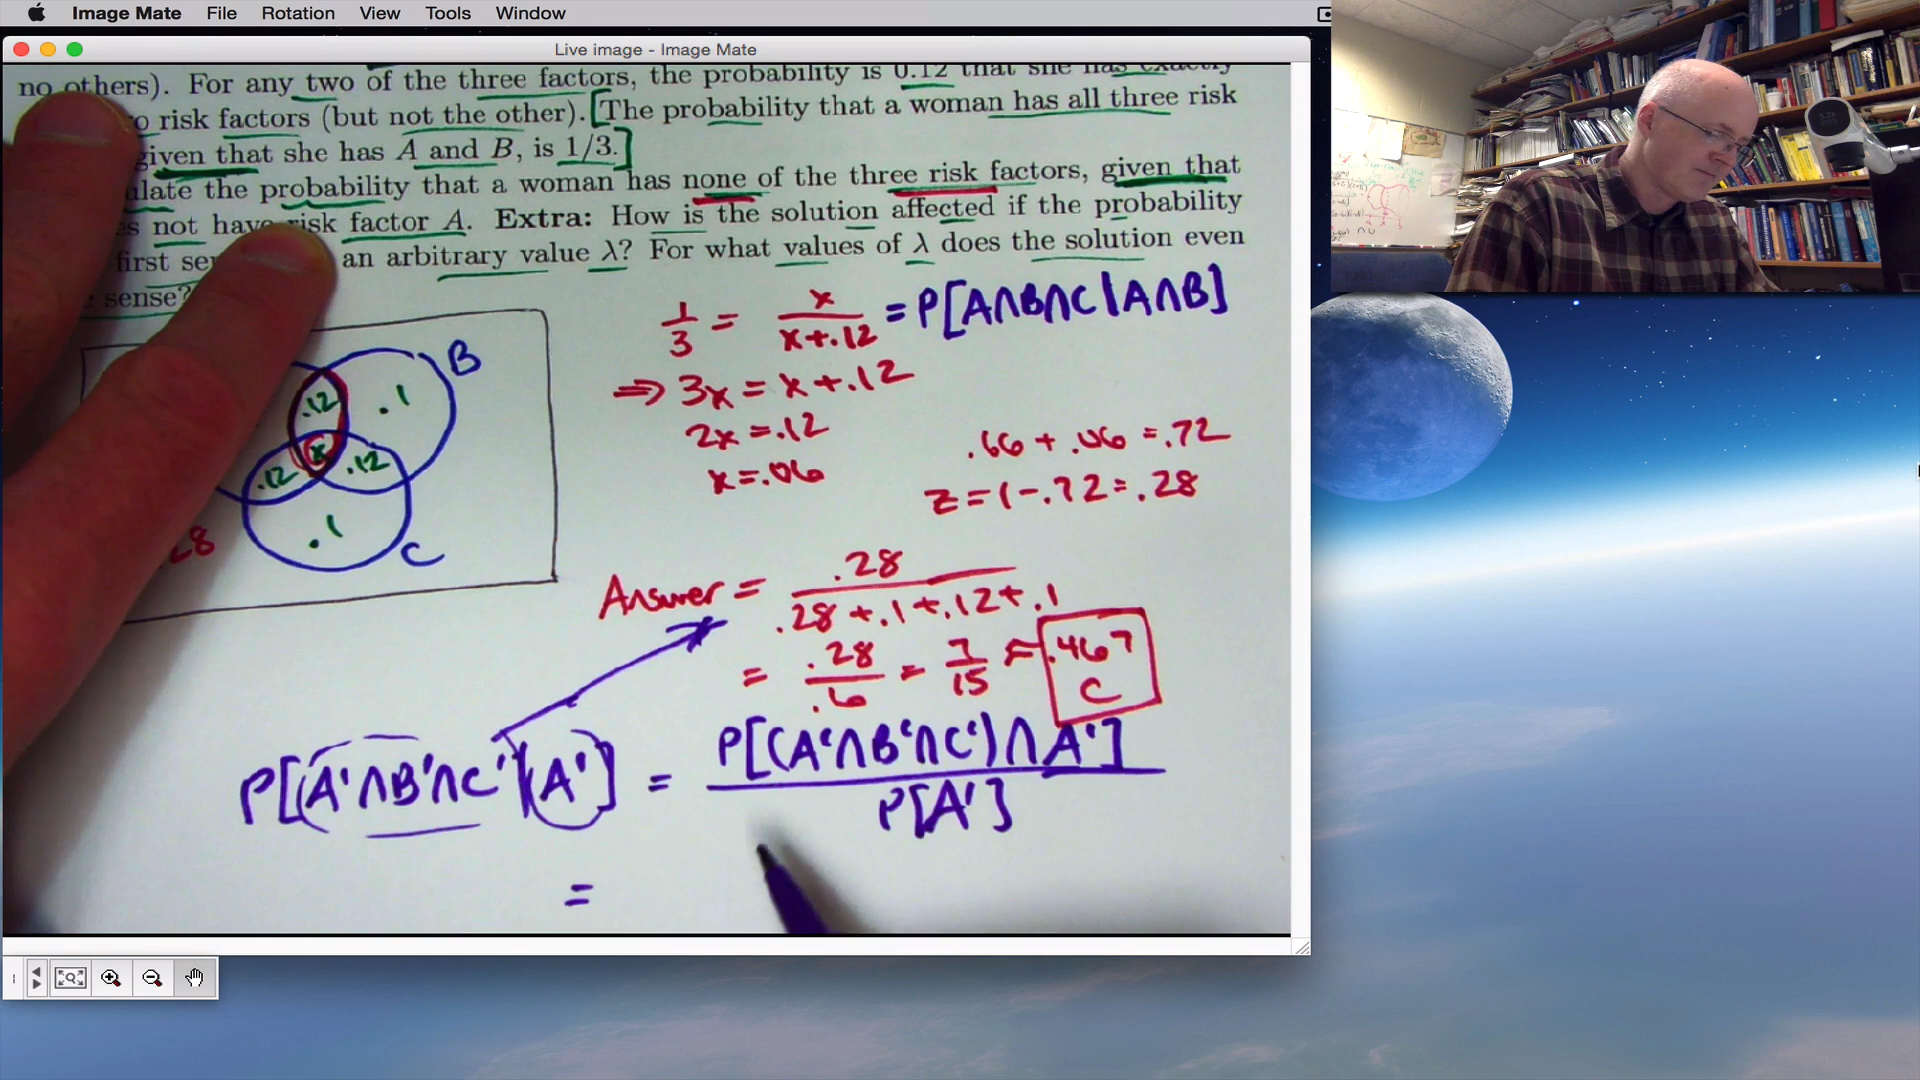 Image Mate File Rotation View Tools Window
Live image - Image Mate
no others). For any two of the three factors, the probability is 0.12 that she has exactly
o risk factors (but not the other). [The probability that a woman has all three risk
given that she has A and B, is 1/3.]
ulate the probability that a woman has none of the three risk factors, given that
s not have risk factor A. Extra: How is the solution affected if the probability
first se an arbitrary value λ? For what values of λ does the solution even
sense?
1/3 = x/(x+.12) = P[A∩B∩C|A∩B]
⇒ 3x = x+.12
2x = .12
x = .06
.66 + .06 = .72
z = 1-.72 = .28
B
.12 .1
x
.12 .12
.1
C
.28
Answer = .28/(.28+.1+.12+.1)
= .28/.6 = 7/15 ≈ .467
C
P[(A'∩B'∩C')|(A')] = P[(A'∩B'∩C')∩A']/P[A']
=